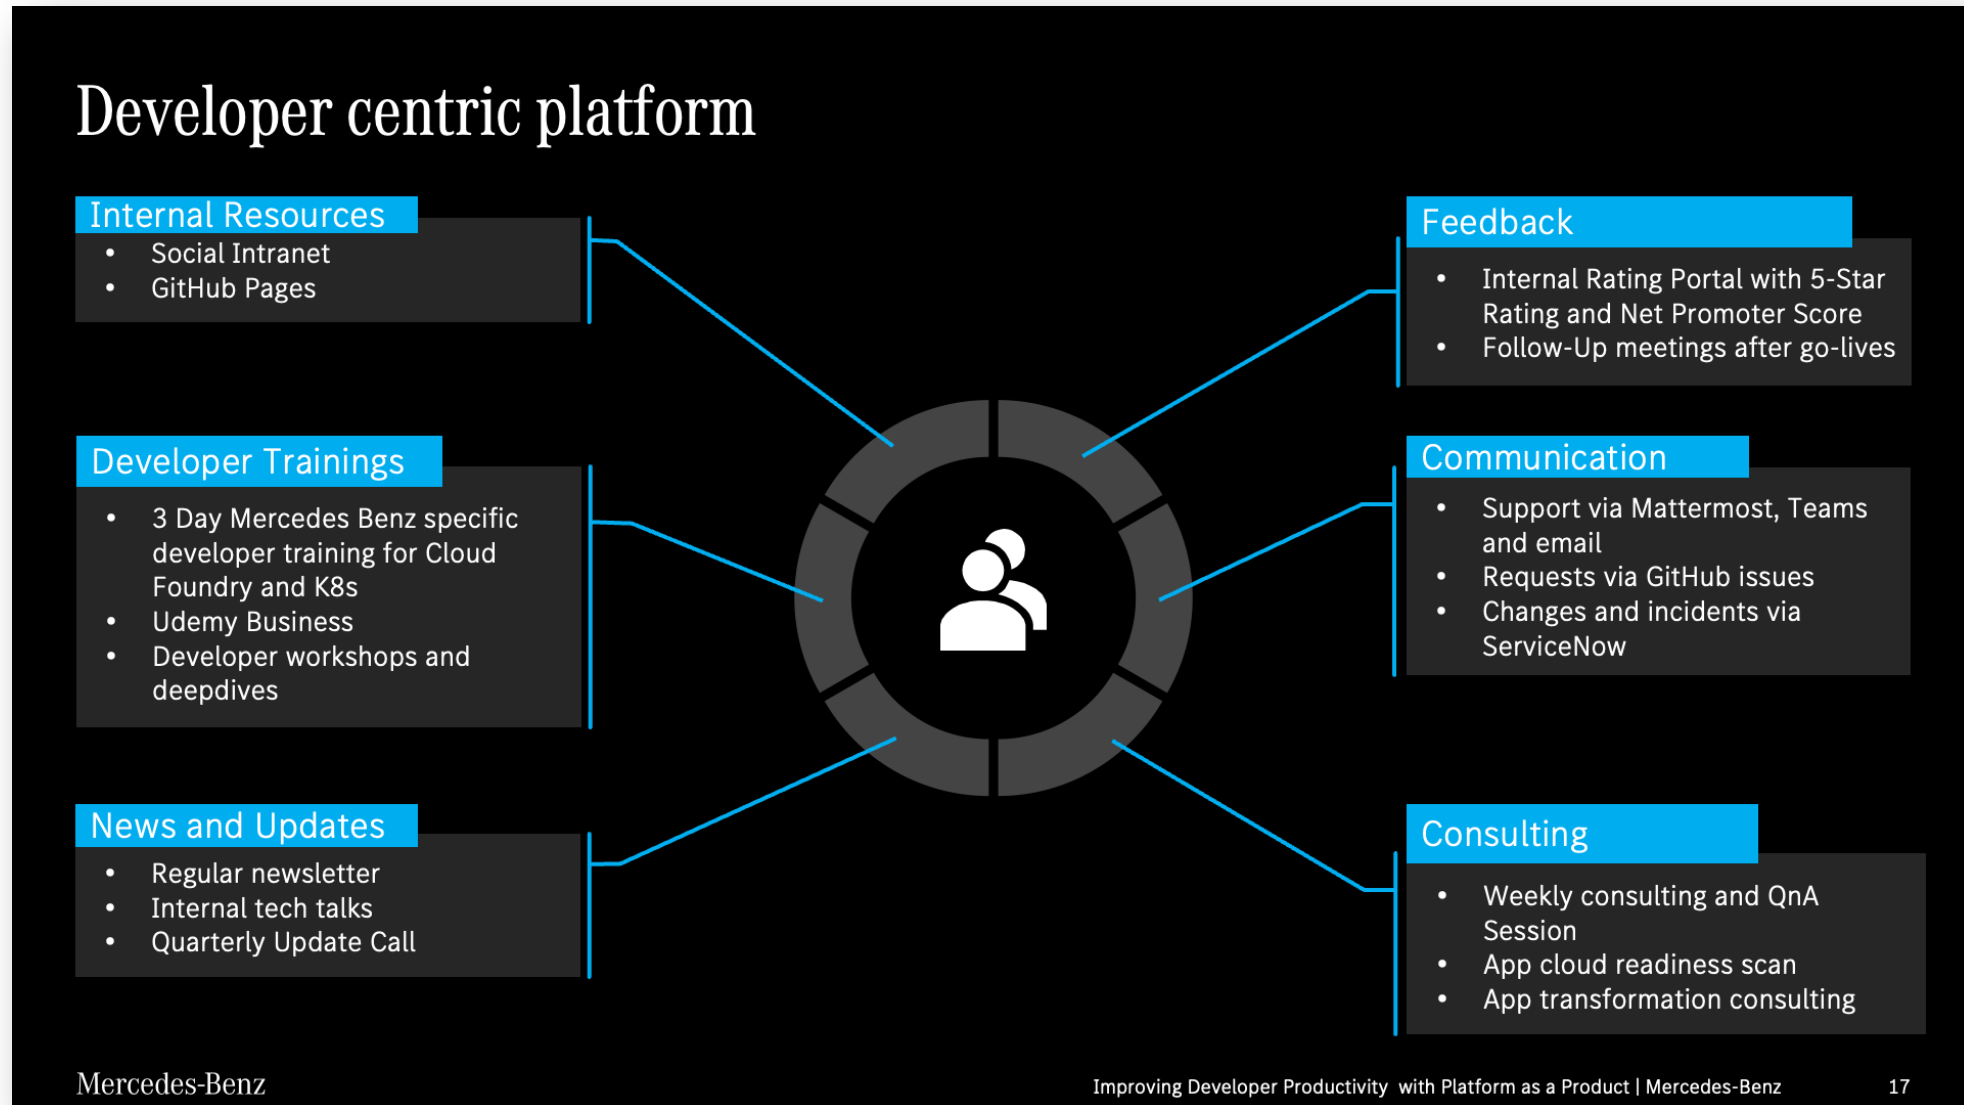 Developer centric platform
Internal Resources
• Social Intranet
• GitHub Pages
Developer Trainings
• 3 Day Mercedes Benz specific
developer training for Cloud
Foundry and K8s
• Udemy Business
• Developer workshops and
deepdives
News and Updates
• Regular newsletter
• Internal tech talks
• Quarterly Update Call
Feedback
• Internal Rating Portal with 5-Star
Rating and Net Promoter Score
• Follow-Up meetings after go-lives
Communication
• Support via Mattermost, Teams
and email
• Requests via GitHub issues
• Changes and incidents via
ServiceNow
Consulting
• Weekly consulting and QnA
Session
• App cloud readiness scan
• App transformation consulting
Mercedes-Benz
Improving Developer Productivity with Platform as a Product | Mercedes-Benz
17